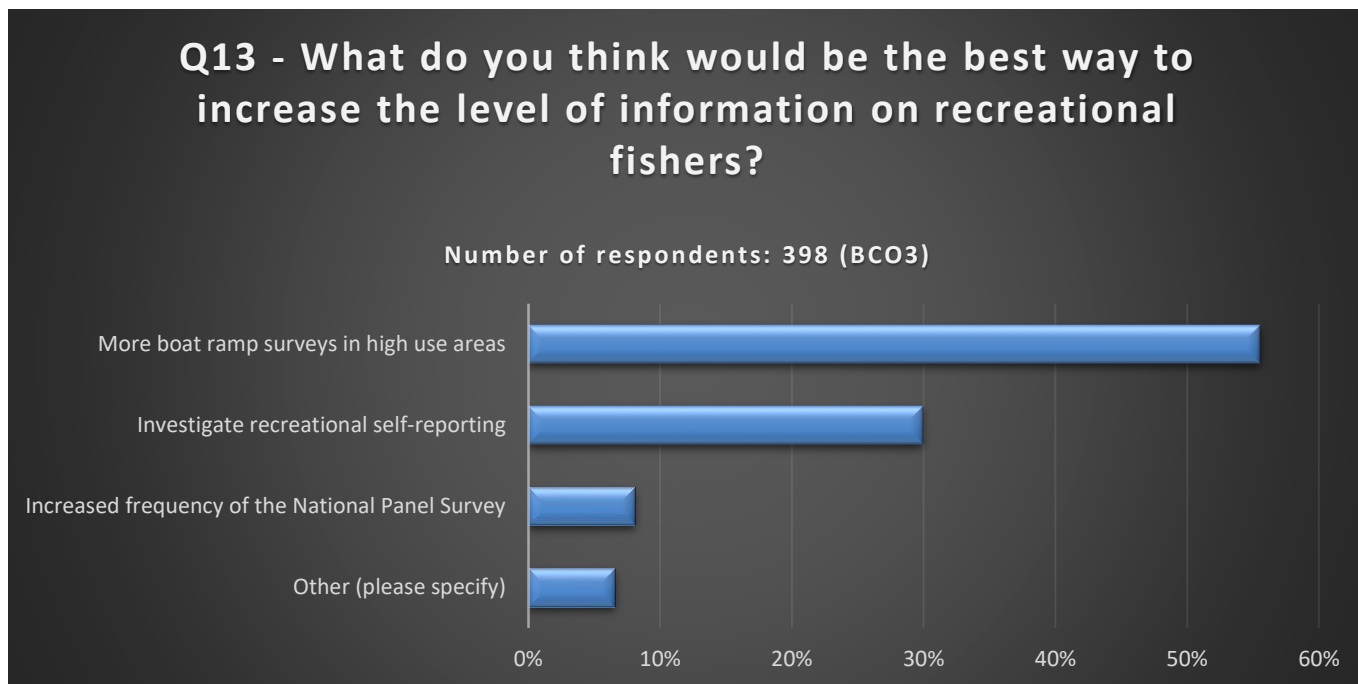 Q13 - What do you think would be the best way to
increase the level of information on recreational
fishers?
Number of respondents: 398 (BCO3)
More boat ramp surveys in high use areas
Investigate recreational self-reporting
Increased frequency of the National Panel Survey
Other (please specify)
0% 10% 20% 30% 40% 50% 60%